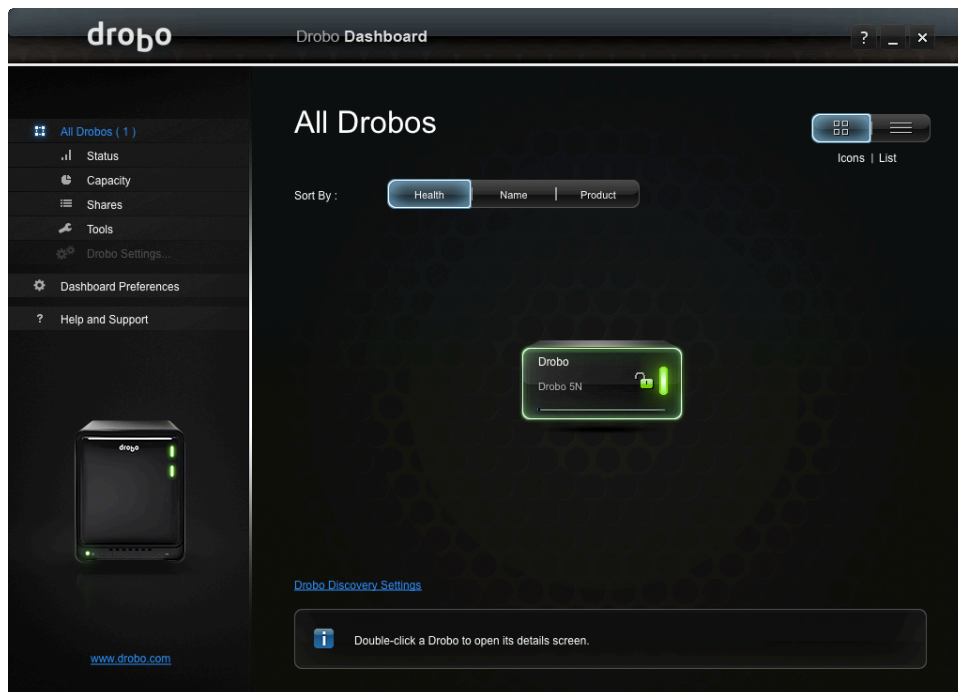 drobo
Drobo Dashboard
? _ ×
All Drobos ( 1 )
Status
Capacity
Shares
Tools
Drobo Settings...
Dashboard Preferences
? Help and Support
drobo
www.drobo.com
All Drobos
Icons | List
Sort By : Health Name | Product
Drobo
Drobo 5N
Drobo Discovery Settings
i Double-click a Drobo to open its details screen.